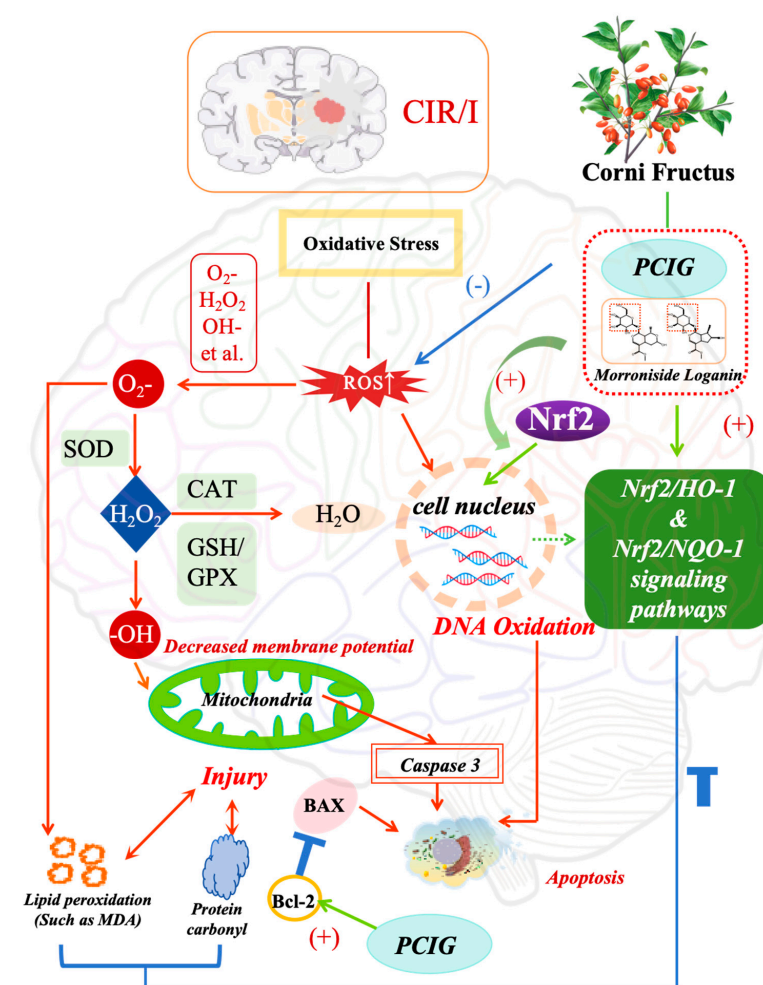 CIR/I
Corni Fructus
Oxidative Stress
O₂-
H₂O₂
OH-
et al.
(-)
PCIG
Morroniside Loganin
ROS↑
(+)
Nrf2
(+)
O₂-
SOD
H₂O₂
CAT
GSH/
GPX
H₂O
cell nucleus
Nrf2/HO-1
&
Nrf2/NQO-1
signaling
pathways
-OH
DNA Oxidation
Decreased membrane potential
Mitochondria
Caspase 3
Injury
BAX
Apoptosis
Lipid peroxidation
(Such as MDA)
Protein
carbonyl
Bcl-2
(+)
PCIG